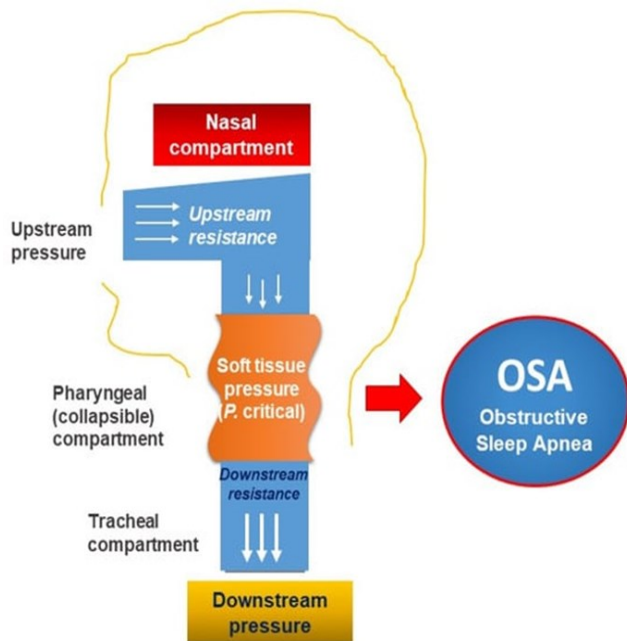 Nasal
compartment
Upstream
pressure
Upstream
resistance
Soft tissue
pressure
(P. critical)
Pharyngeal
(collapsible)
compartment
OSA
Obstructive
Sleep Apnea
Downstream
resistance
Tracheal
compartment
Downstream
pressure